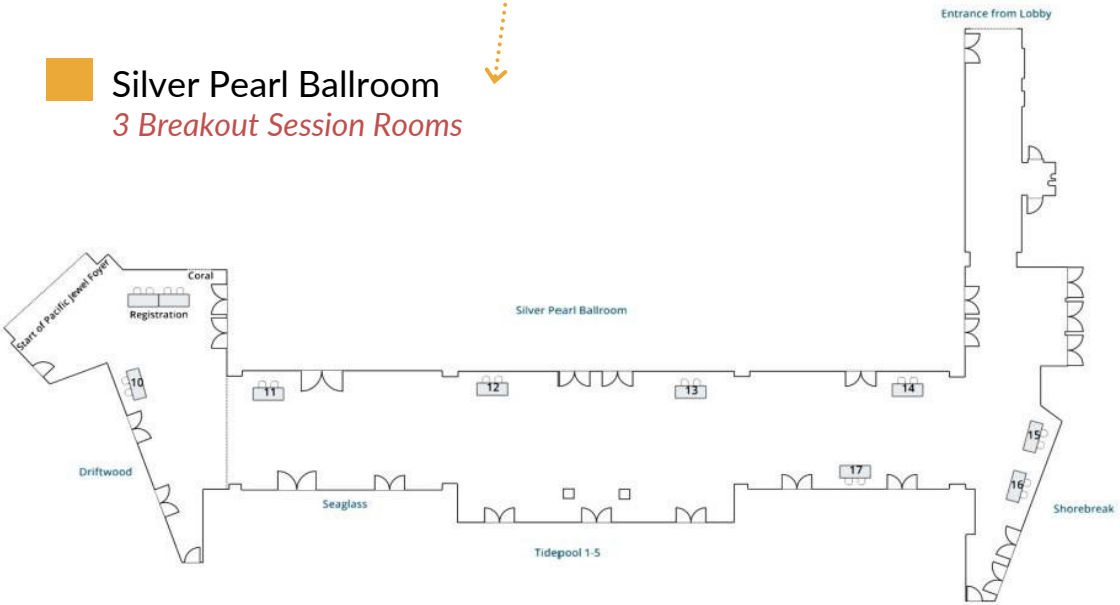 Entrance from Lobby
Silver Pearl Ballroom
3 Breakout Session Rooms
Start of Pacific Jewel Foyer
Coral
Registration
Silver Pearl Ballroom
10
11
12
13
14
15
16
17
Driftwood
Seaglass
Tidepool 1-5
Shorebreak